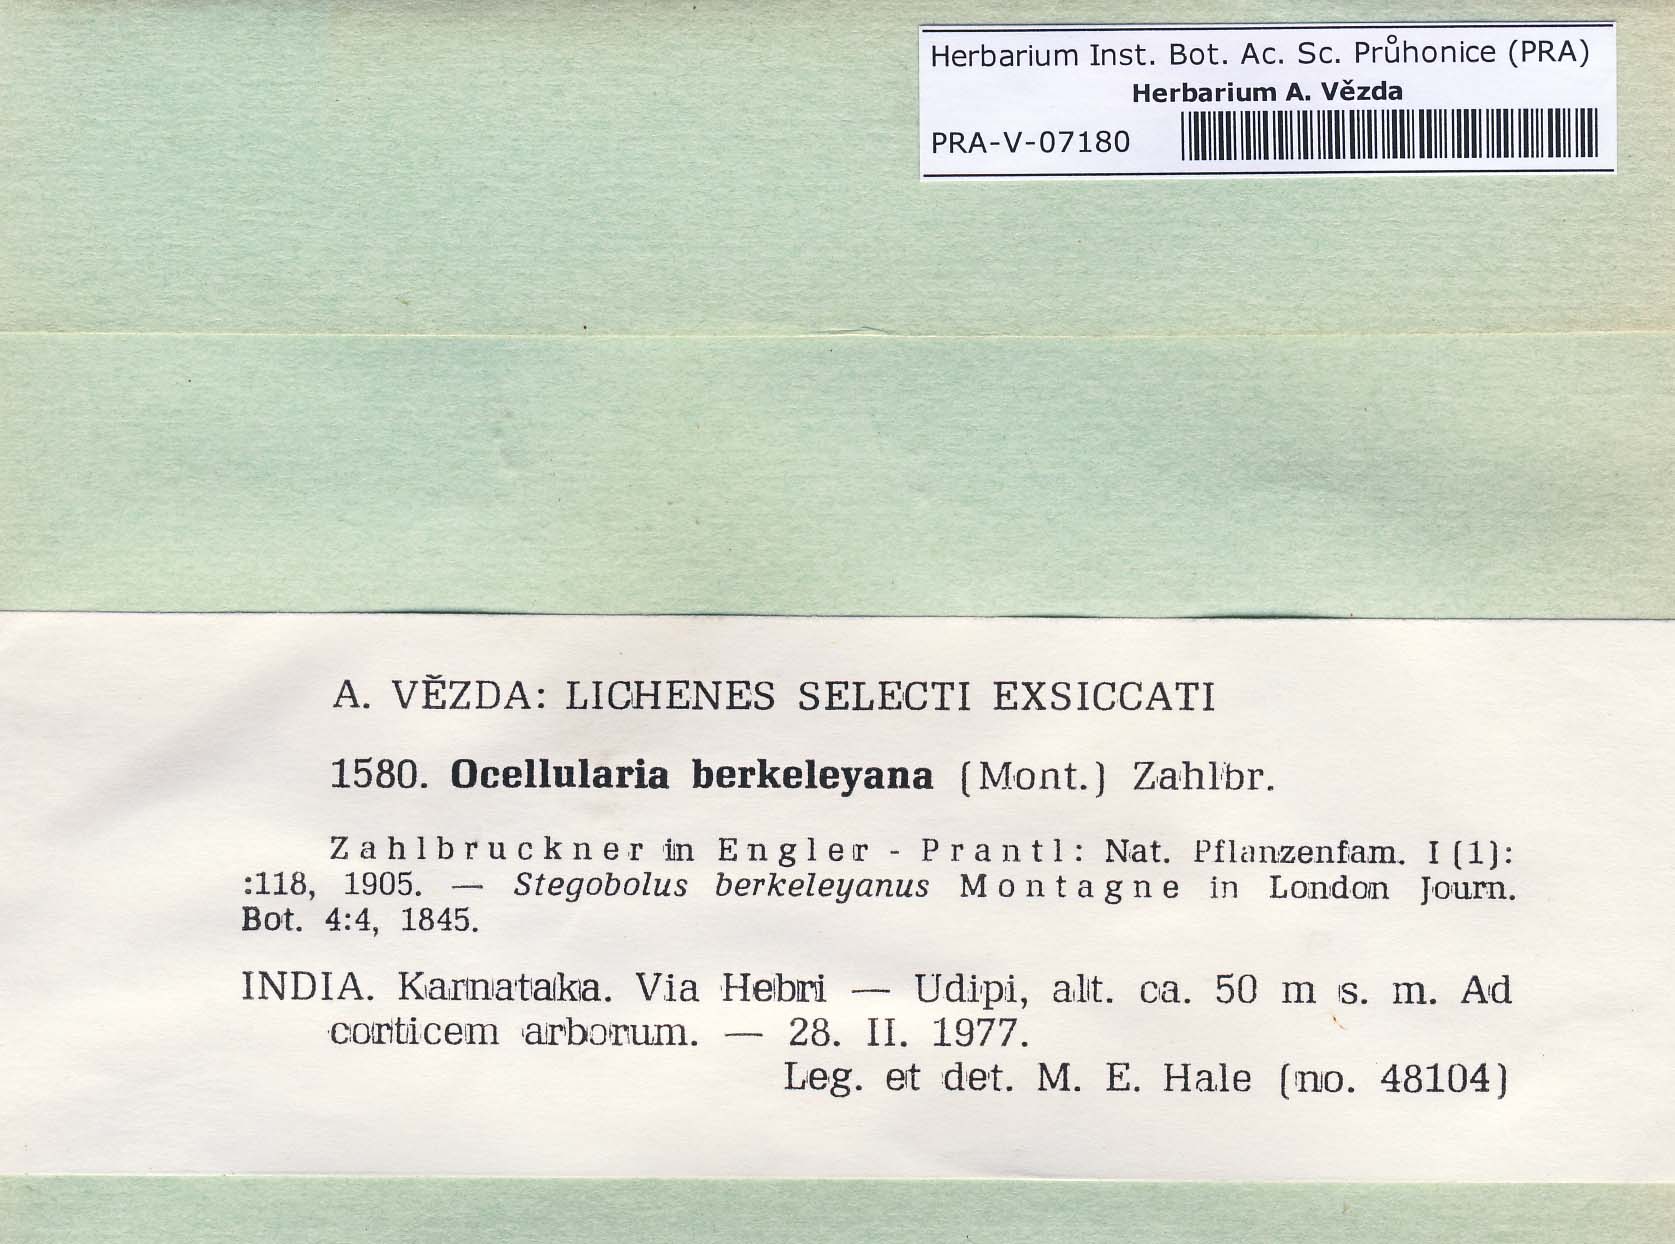 Herbarium Inst. Bot. Ac. Sc. Průhonice (PRA)
Herbarium A. Vězda
PRA-V-07180
A. VĚZDA: LICHENES SELECTI EXSICCATI
1580. Ocellularia berkeleyana (Mont.) Zahlbr.
Zahlbruckner in Engler - Prantl: Nat. Pflanzenfam. I (1):
:118, 1905. — Stegobolus berkeleyanus Montagne in London Journ.
Bot. 4:4, 1845.
INDIA. Karnataka. Via Hebri — Udipi, alt. ca. 50 m s. m. Ad
corticem arborum. — 28. II. 1977.
Leg. et det. M. E. Hale (no. 48104)